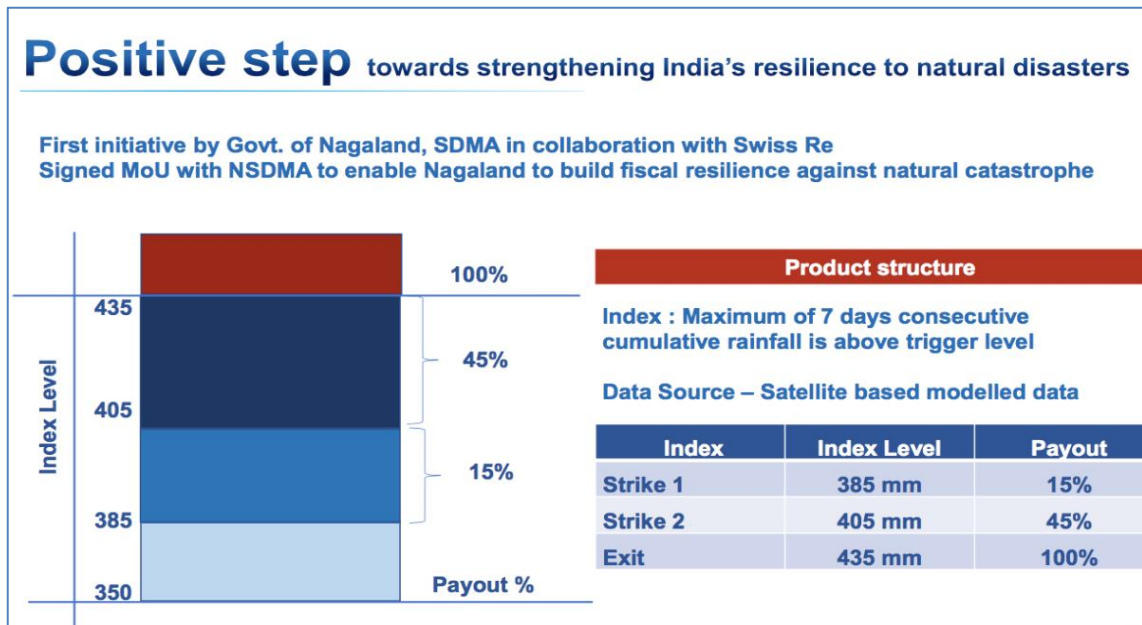 Positive step towards strengthening India's resilience to natural disasters
First initiative by Govt. of Nagaland, SDMA in collaboration with Swiss Re
Signed MoU with NSDMA to enable Nagaland to build fiscal resilience against natural catastrophe
Index Level
435
405
385
350
100%
45%
15%
Payout %
Product structure
Index : Maximum of 7 days consecutive
cumulative rainfall is above trigger level
Data Source – Satellite based modelled data
Index Index Level Payout
Strike 1 385 mm 15%
Strike 2 405 mm 45%
Exit 435 mm 100%